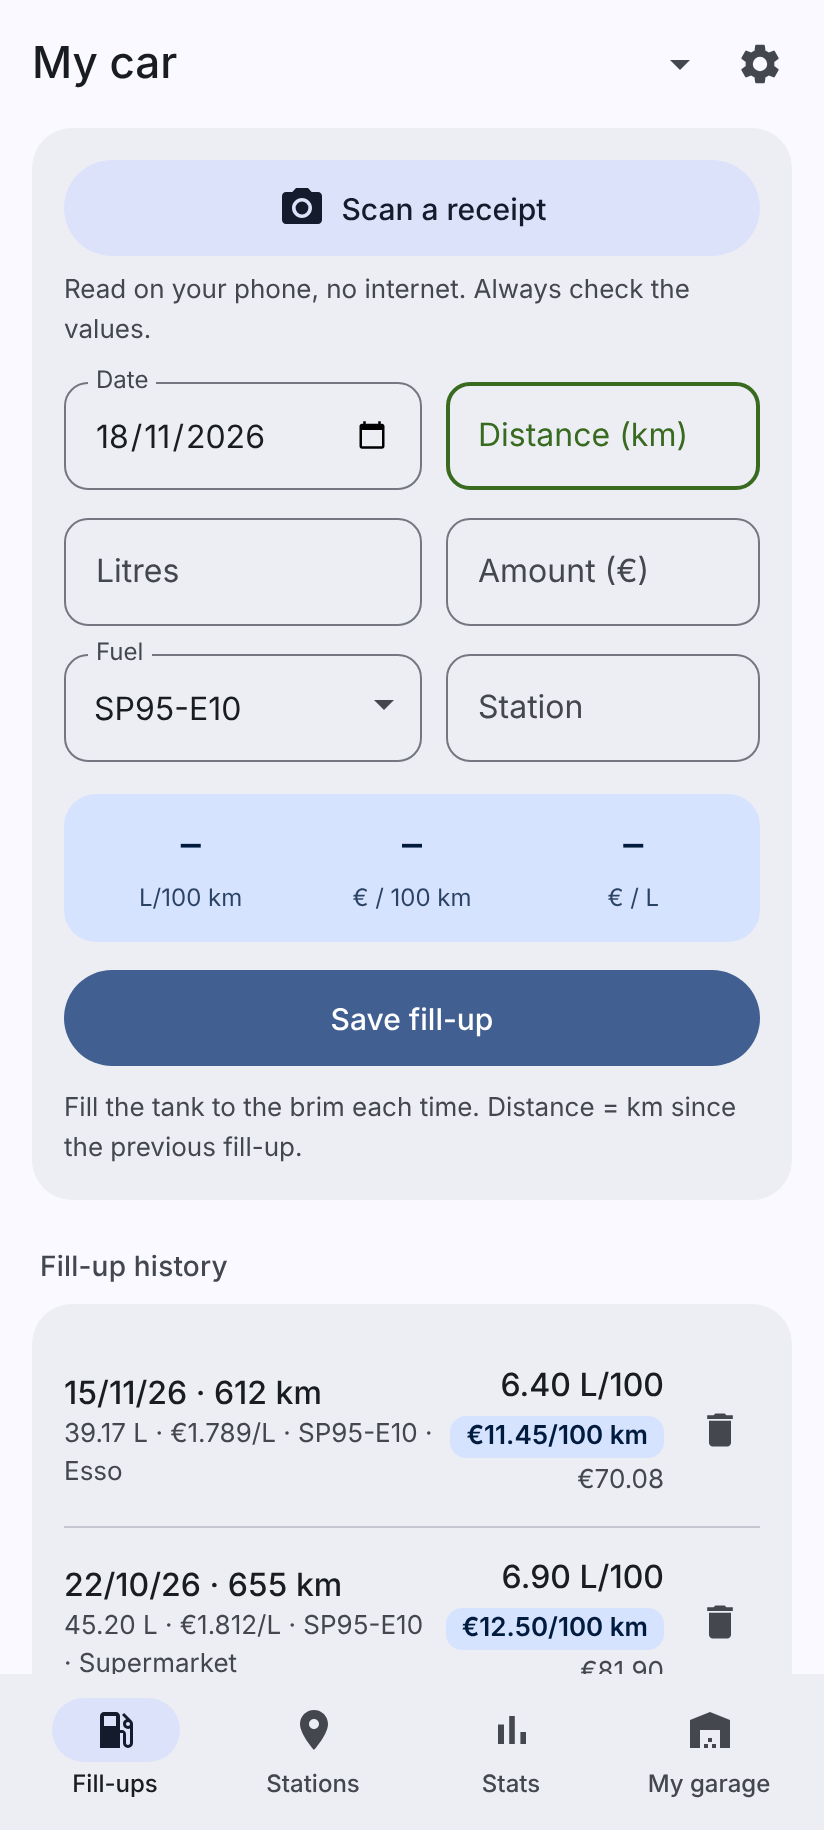 My car
Scan a receipt
Read on your phone, no internet. Always check the
values.
Date
18/11/2026
Distance (km)
Litres
Amount (€)
Fuel
SP95-E10
Station
–
–
–
L/100 km
€ / 100 km
€ / L
Save fill-up
Fill the tank to the brim each time. Distance = km since
the previous fill-up.
Fill-up history
15/11/26 · 612 km
39.17 L · €1.789/L · SP95-E10 ·
Esso
6.40 L/100
€11.45/100 km
€70.08
22/10/26 · 655 km
45.20 L · €1.812/L · SP95-E10
· Supermarket
6.90 L/100
€12.50/100 km
€81.90
Fill-ups
Stations
Stats
My garage